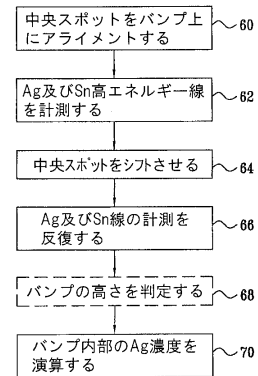 中央スポットをバンプ上
にアライメントする
60
Ag及びSn高エネルギー線
を計測する
62
中央スポットをシフトさせる
64
Ag及びSn線の計測を
反復する
66
バンプの高さを判定する
68
バンプ内部のAg濃度を
演算する
70